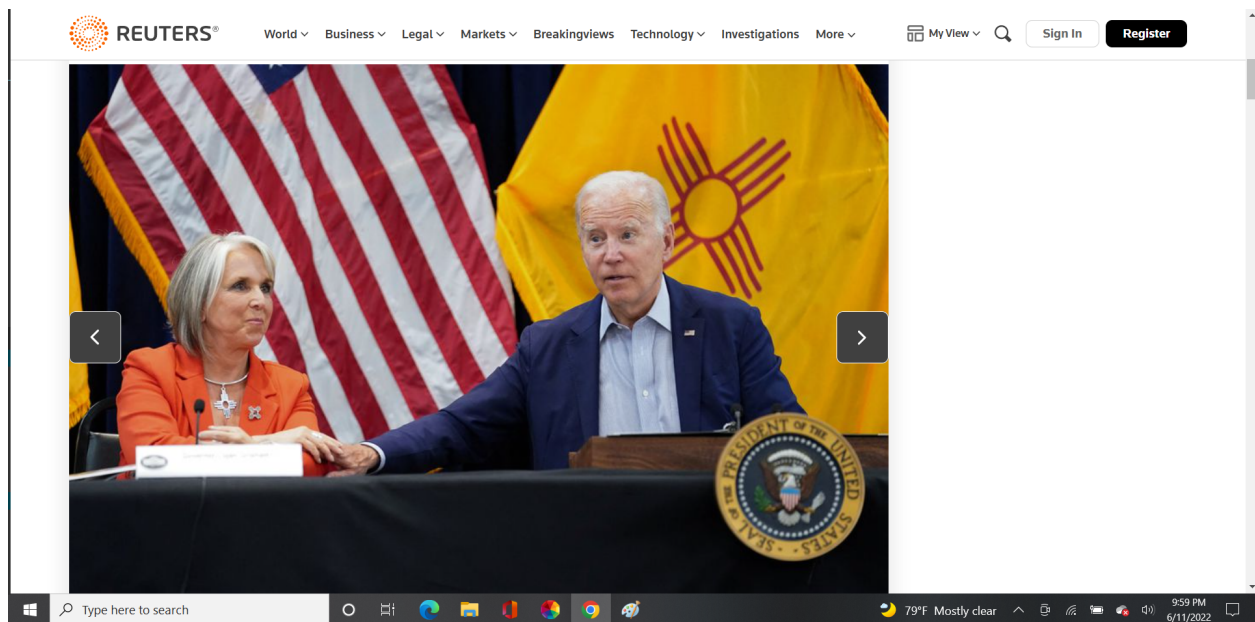 REUTERS®
World Business Legal Markets Breakingviews Technology Investigations More My View Sign In Register
SEAL OF THE PRESIDENT OF THE UNITED STATES
Type here to search
79°F Mostly clear
9:59 PM
6/11/2022